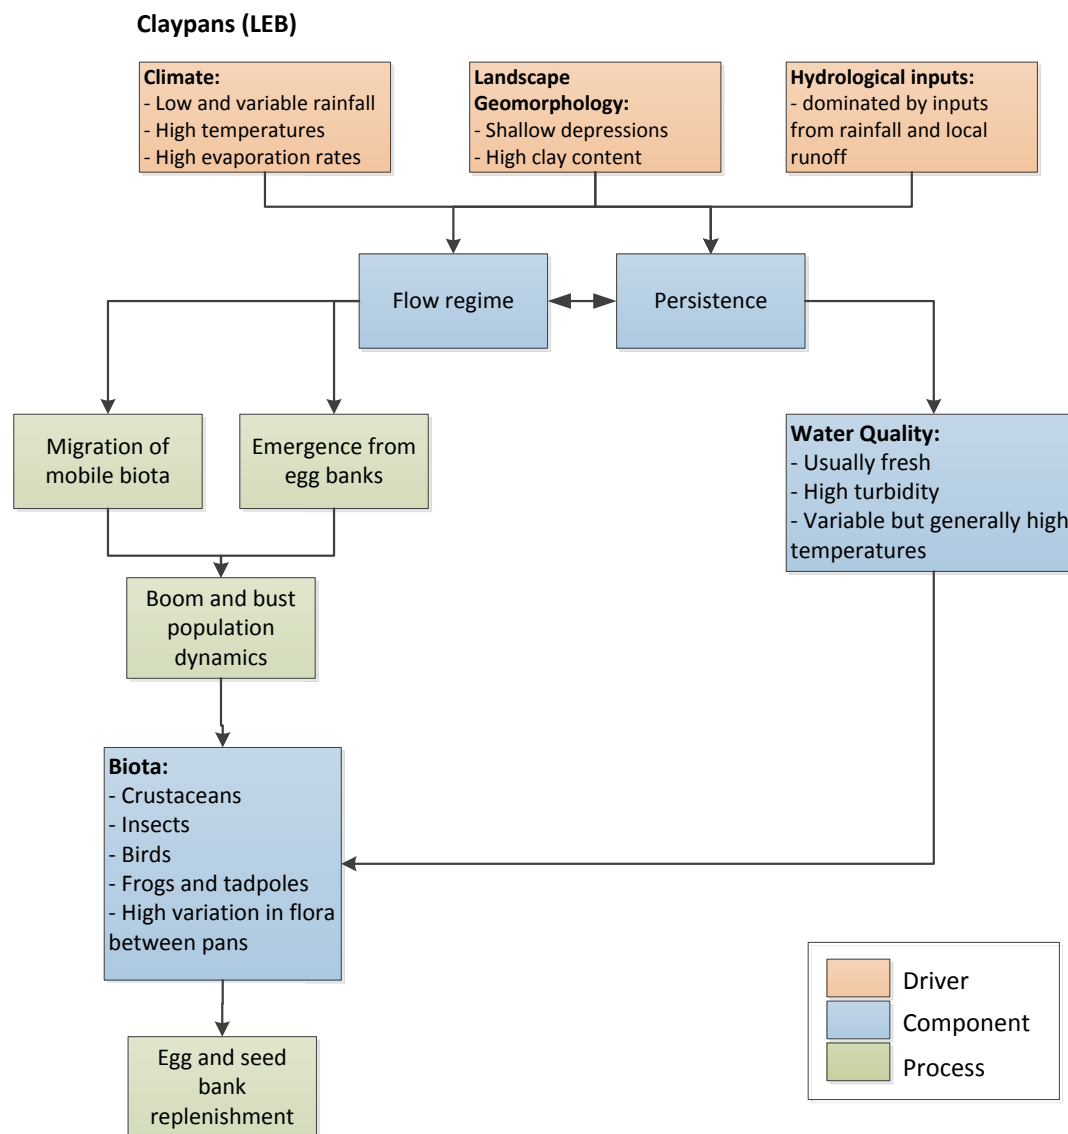 Claypans (LEB)
Climate:
- Low and variable rainfall
- High temperatures
- High evaporation rates
Landscape
Geomorphology:
- Shallow depressions
- High clay content
Hydrological inputs:
- dominated by inputs
from rainfall and local
runoff
Flow regime
Persistence
Migration of
mobile biota
Emergence from
egg banks
Water Quality:
- Usually fresh
- High turbidity
- Variable but generally high
temperatures
Boom and bust
population
dynamics
Biota:
- Crustaceans
- Insects
- Birds
- Frogs and tadpoles
- High variation in flora
between pans
Egg and seed
bank
replenishment
Driver
Component
Process